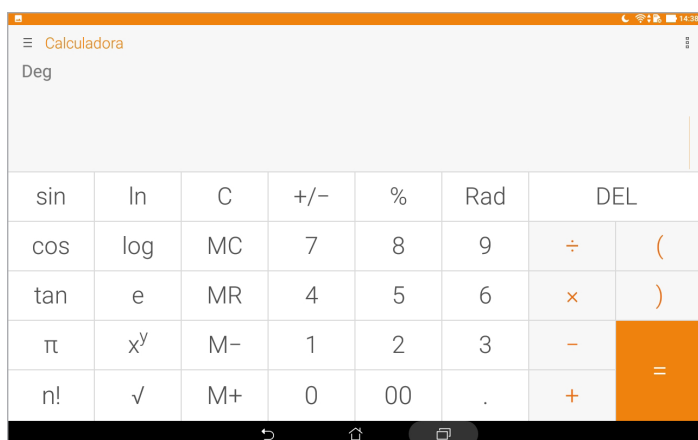 14:38
☰ Calculadora
Deg
sin ln C +/− % Rad DEL
cos log MC 7 8 9 ÷ (
tan e MR 4 5 6 × )
π xʸ M− 1 2 3 − =
n! √ M+ 0 00 . +